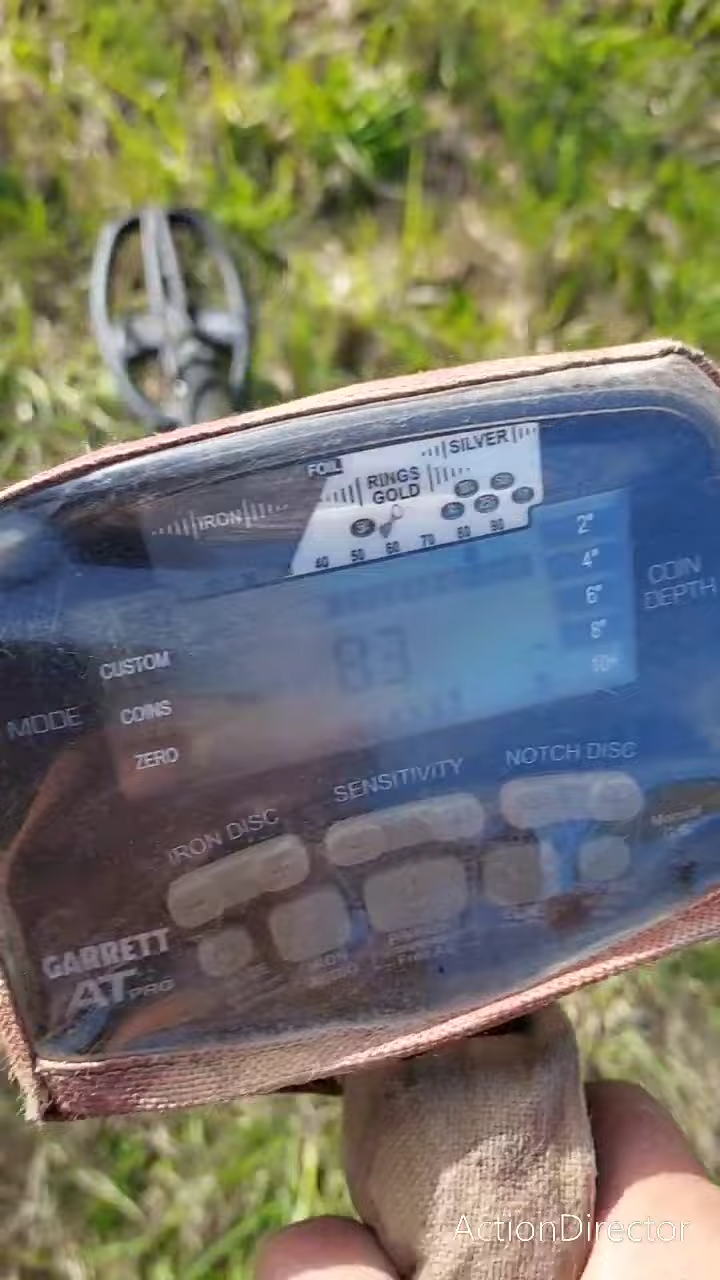 SILVER
FOIL
RINGS
GOLD
IRON
40 50 60 70 80 90
2"
4"
6"
8"
10"
COIN
DEPTH
83
MODE
CUSTOM
COINS
ZERO
IRON DISC
SENSITIVITY
NOTCH DISC
GARRETT
AT PRO
ActionDirector